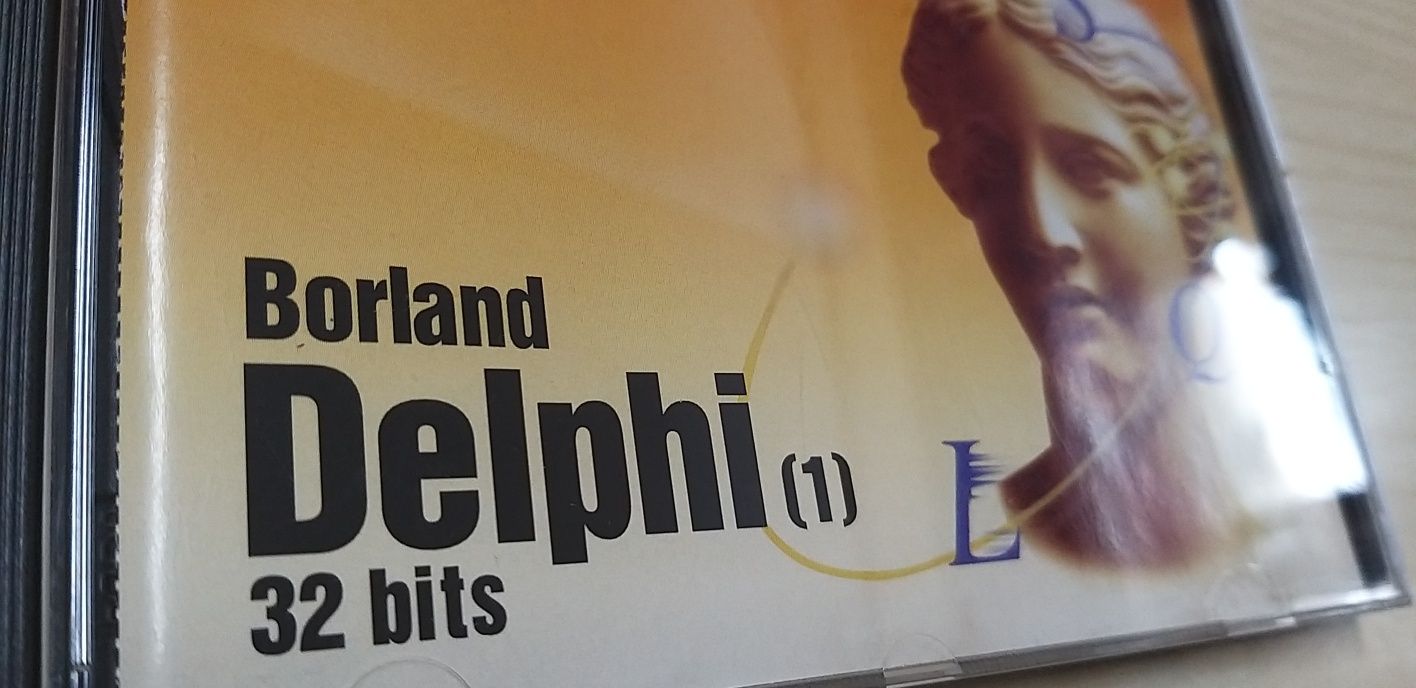 S
Borland
Delphi (1)
32 bits
Q
L